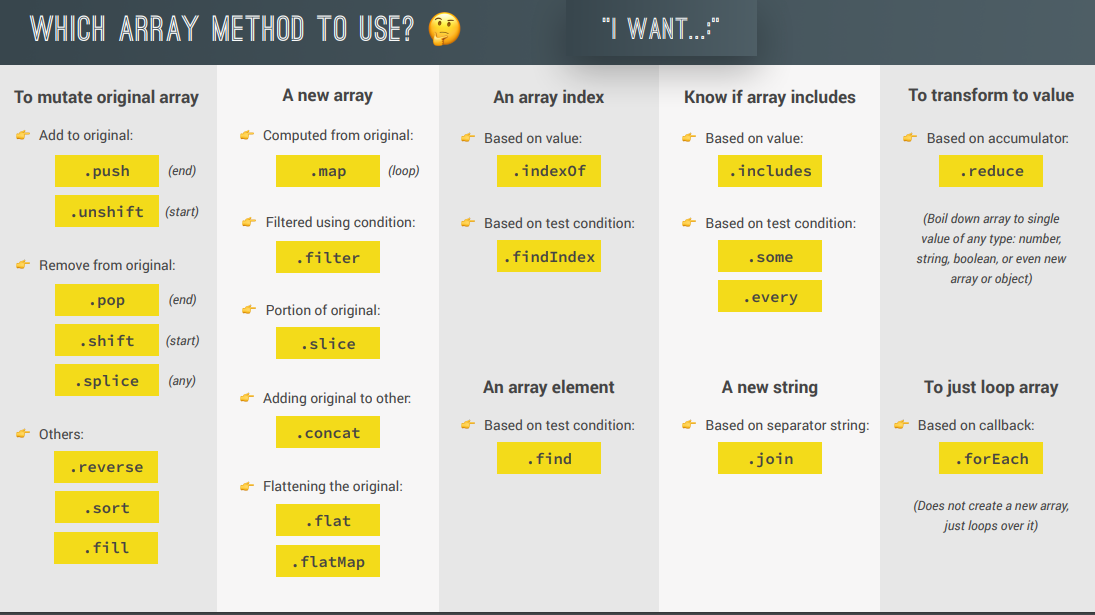 WHICH ARRAY METHOD TO USE? 🤔
"I WANT...:"
To mutate original array
👉 Add to original:
.push (end)
.unshift (start)
👉 Remove from original:
.pop (end)
.shift (start)
.splice (any)
👉 Others:
.reverse
.sort
.fill
A new array
👉 Computed from original:
.map (loop)
👉 Filtered using condition:
.filter
👉 Portion of original:
.slice
👉 Adding original to other:
.concat
👉 Flattening the original:
.flat
.flatMap
An array index
👉 Based on value:
.indexOf
👉 Based on test condition:
.findIndex
An array element
👉 Based on test condition:
.find
Know if array includes
👉 Based on value:
.includes
👉 Based on test condition:
.some
.every
A new string
👉 Based on separator string:
.join
To transform to value
👉 Based on accumulator:
.reduce
(Boil down array to single
value of any type: number,
string, boolean, or even new
array or object)
To just loop array
👉 Based on callback:
.forEach
(Does not create a new array,
just loops over it)